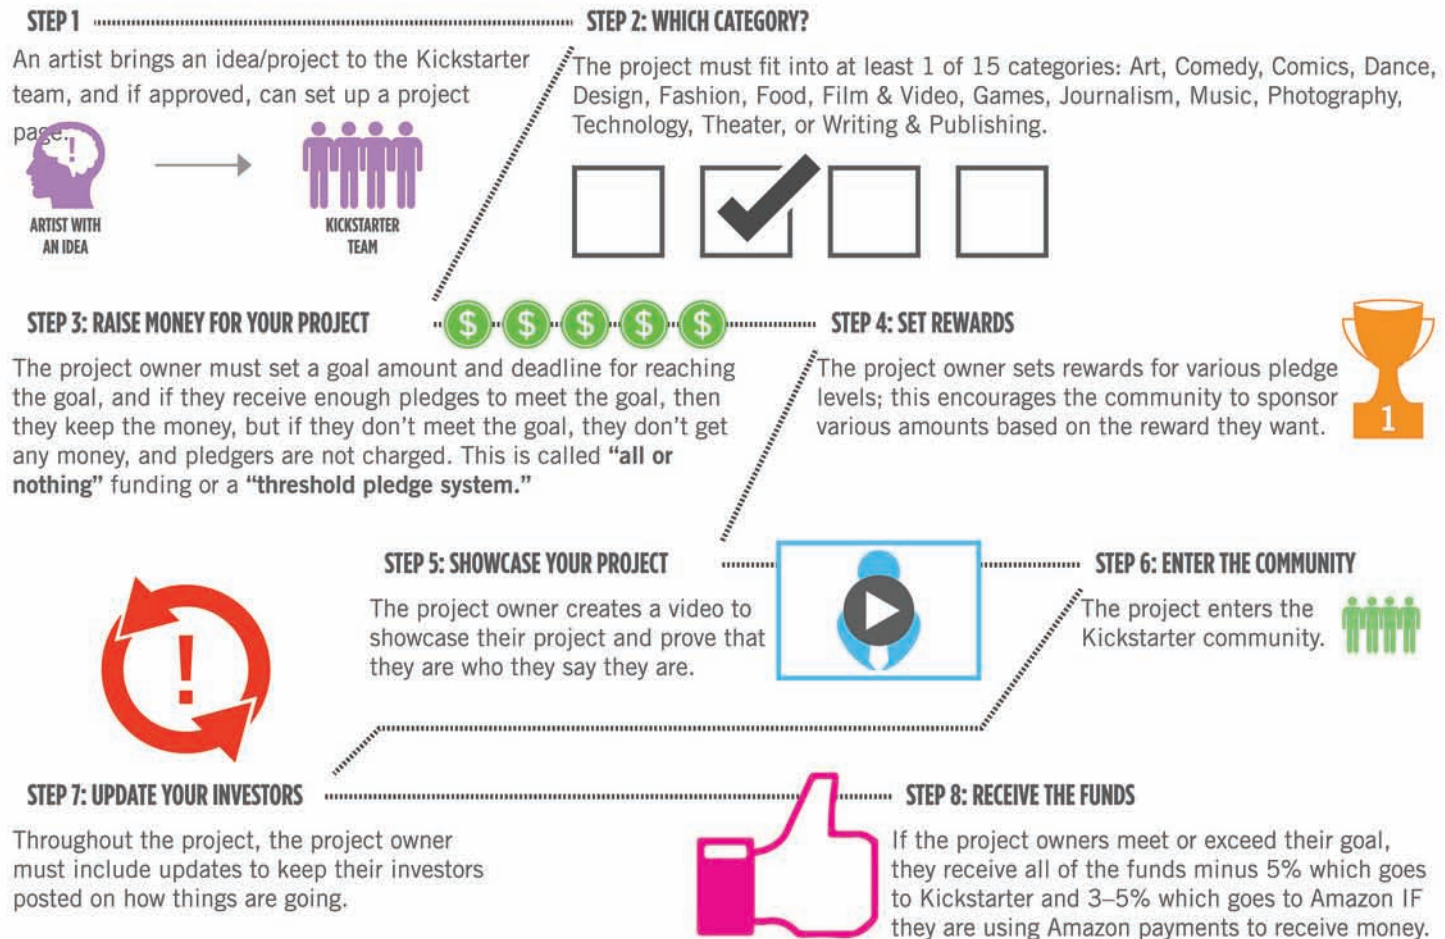 STEP 1
An artist brings an idea/project to the Kickstarter
team, and if approved, can set up a project
page.
!
ARTIST WITH
AN IDEA
KICKSTARTER
TEAM
STEP 2: WHICH CATEGORY?
The project must fit into at least 1 of 15 categories: Art, Comedy, Comics, Dance,
Design, Fashion, Food, Film & Video, Games, Journalism, Music, Photography,
Technology, Theater, or Writing & Publishing.
STEP 3: RAISE MONEY FOR YOUR PROJECT
$ $ $ $ $
The project owner must set a goal amount and deadline for reaching
the goal, and if they receive enough pledges to meet the goal, then
they keep the money, but if they don’t meet the goal, they don’t get
any money, and pledgers are not charged. This is called “all or
nothing” funding or a “threshold pledge system.”
STEP 4: SET REWARDS
The project owner sets rewards for various pledge
levels; this encourages the community to sponsor
various amounts based on the reward they want.
1
STEP 5: SHOWCASE YOUR PROJECT
The project owner creates a video to
showcase their project and prove that
they are who they say they are.
STEP 6: ENTER THE COMMUNITY
The project enters the
Kickstarter community.
!
STEP 7: UPDATE YOUR INVESTORS
Throughout the project, the project owner
must include updates to keep their investors
posted on how things are going.
STEP 8: RECEIVE THE FUNDS
If the project owners meet or exceed their goal,
they receive all of the funds minus 5% which goes
to Kickstarter and 3–5% which goes to Amazon IF
they are using Amazon payments to receive money.